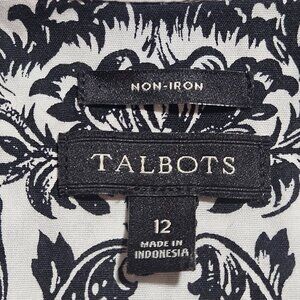 NON-IRON
TALBOTS
12
MADE IN
INDONESIA